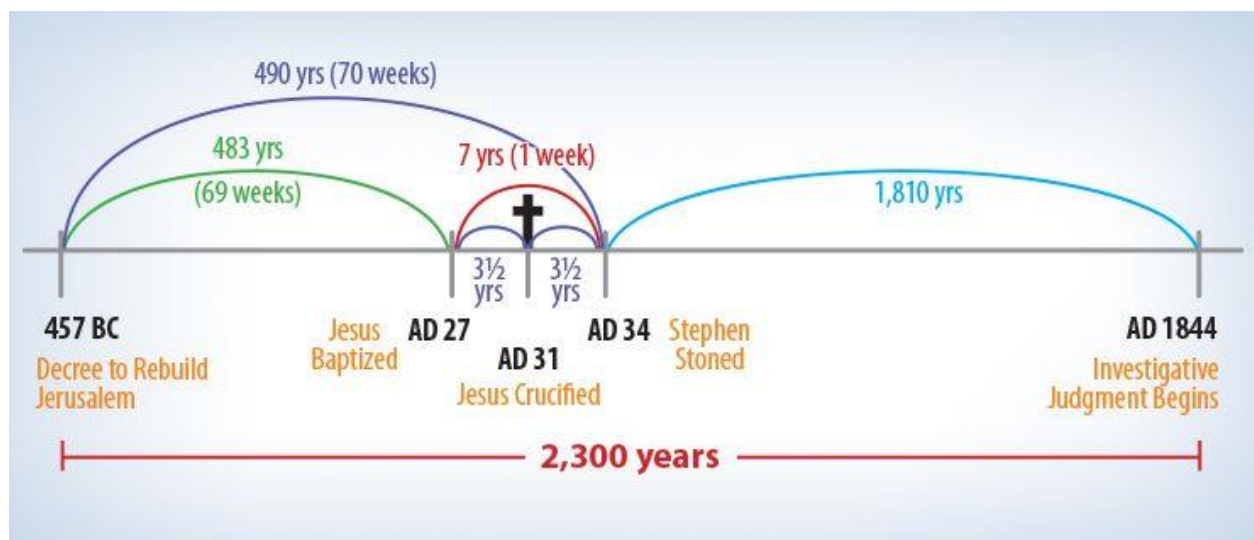 490 yrs (70 weeks)
483 yrs
(69 weeks)
7 yrs (1 week)
1,810 yrs
3½
yrs
3½
yrs
457 BC
Decree to Rebuild
Jerusalem
Jesus
Baptized
AD 27
AD 31
Jesus Crucified
AD 34
Stephen
Stoned
AD 1844
Investigative
Judgment Begins
2,300 years